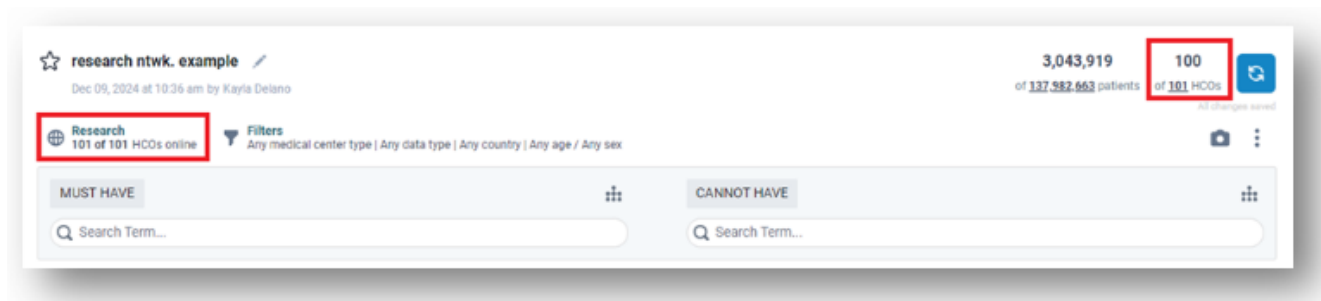 research ntwk. example
Dec 09, 2024 at 10:36 am by Kayla Delano
3,043,919
of 137,982,663 patients
100
of 101 HCOs
All changes saved
Research
101 of 101 HCOs online
Filters
Any medical center type | Any data type | Any country | Any age / Any sex
MUST HAVE
CANNOT HAVE
Search Term...
Search Term...